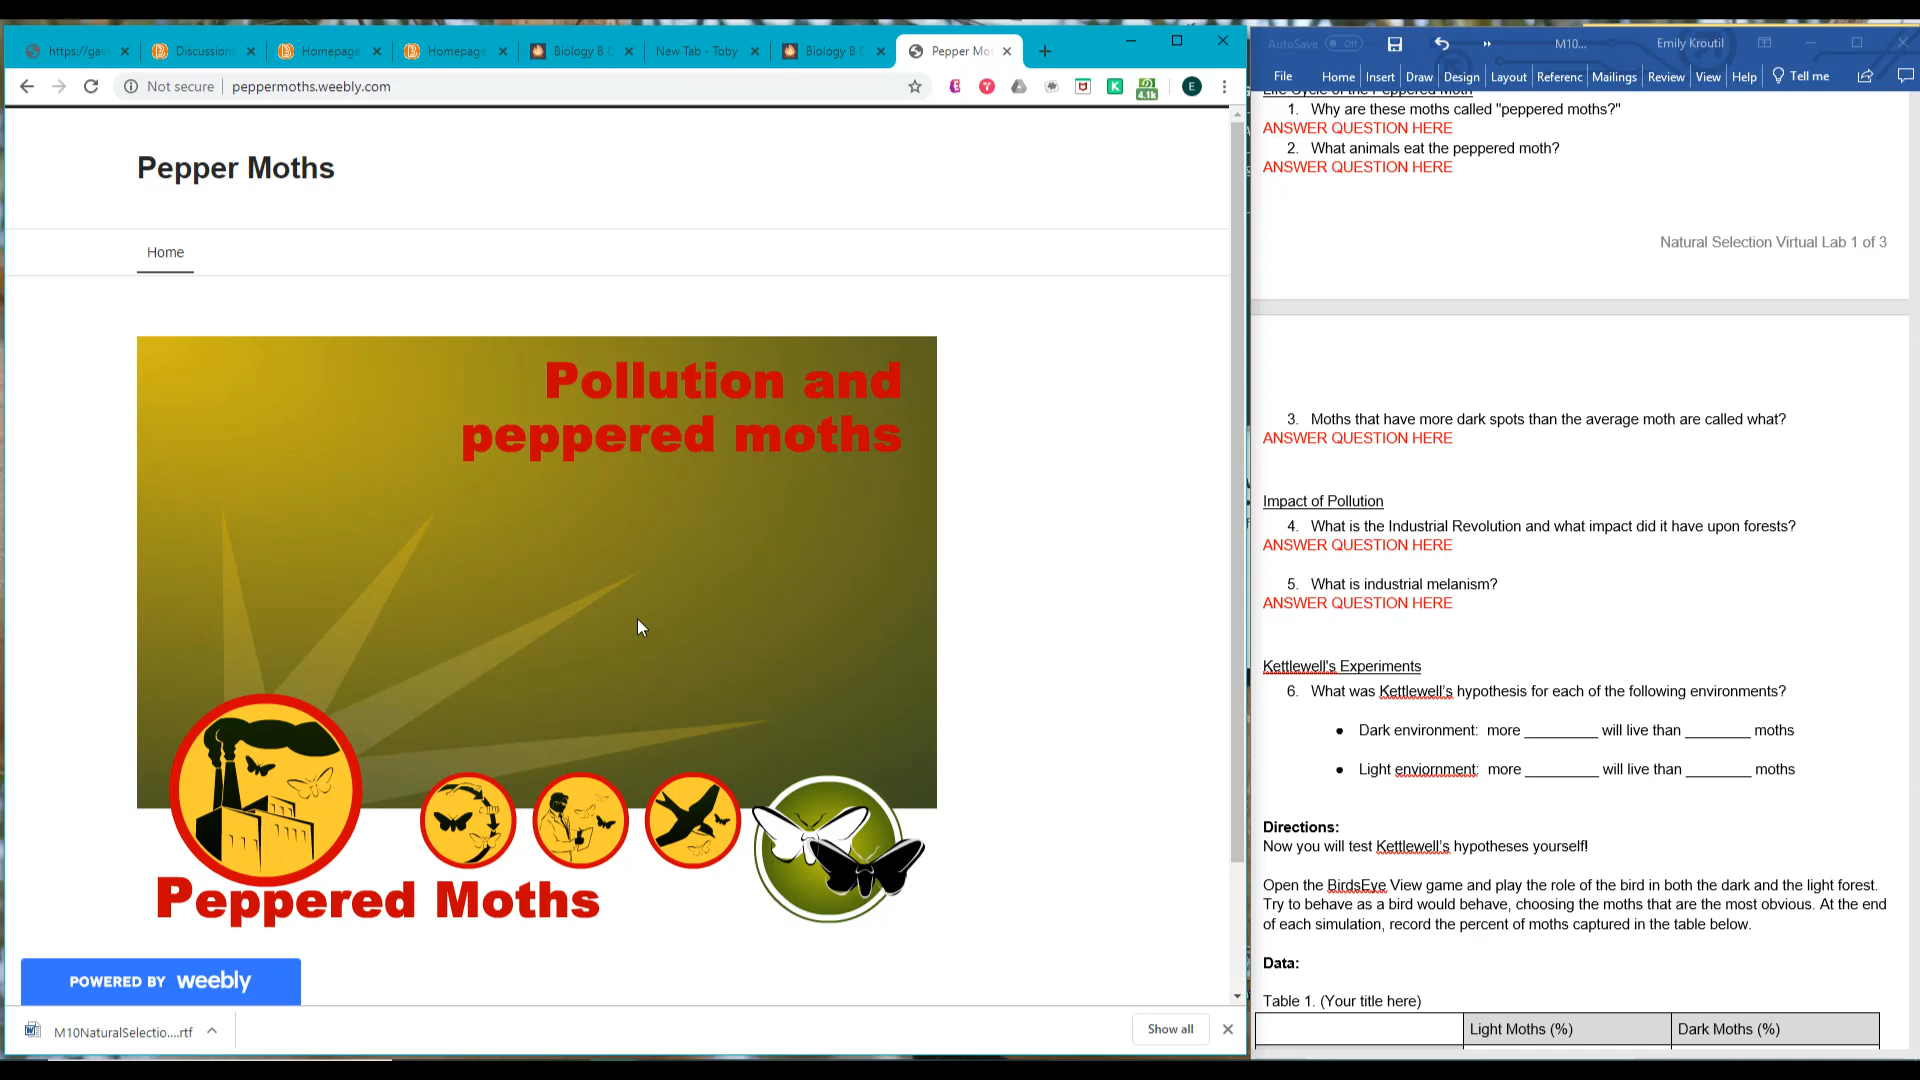 https://gav
Discussions
Homepage
Homepage
Biology B C
New Tab - Toby
Biology B C
Pepper Mo
Not secure
peppermoths.weebly.com
4.1k
E
Pepper Moths
Home
Pollution and
peppered moths
Peppered Moths
POWERED BY weebly
M10NaturalSelectio....rtf
Show all
AutoSave Off
M10...
Emily Kroutil
File Home Insert Draw Design Layout Referenc Mailings Review View Help Tell me
Life Cycle of the Peppered Moth
1. Why are these moths called "peppered moths?"
ANSWER QUESTION HERE
2. What animals eat the peppered moth?
ANSWER QUESTION HERE
Natural Selection Virtual Lab 1 of 3
3. Moths that have more dark spots than the average moth are called what?
ANSWER QUESTION HERE
Impact of Pollution
4. What is the Industrial Revolution and what impact did it have upon forests?
ANSWER QUESTION HERE
5. What is industrial melanism?
ANSWER QUESTION HERE
Kettlewell's Experiments
6. What was Kettlewell's hypothesis for each of the following environments?
• Dark environment: more _________ will live than ________ moths
• Light enviornment: more _________ will live than ________ moths
Directions:
Now you will test Kettlewell's hypotheses yourself!
Open the BirdsEye View game and play the role of the bird in both the dark and the light forest.
Try to behave as a bird would behave, choosing the moths that are the most obvious. At the end
of each simulation, record the percent of moths captured in the table below.
Data:
Table 1. (Your title here)
Light Moths (%)
Dark Moths (%)